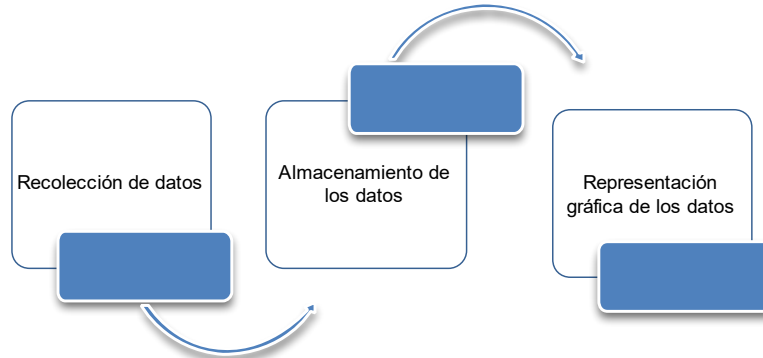 Recolección de datos
Almacenamiento de
los datos
Representación
gráfica de los datos